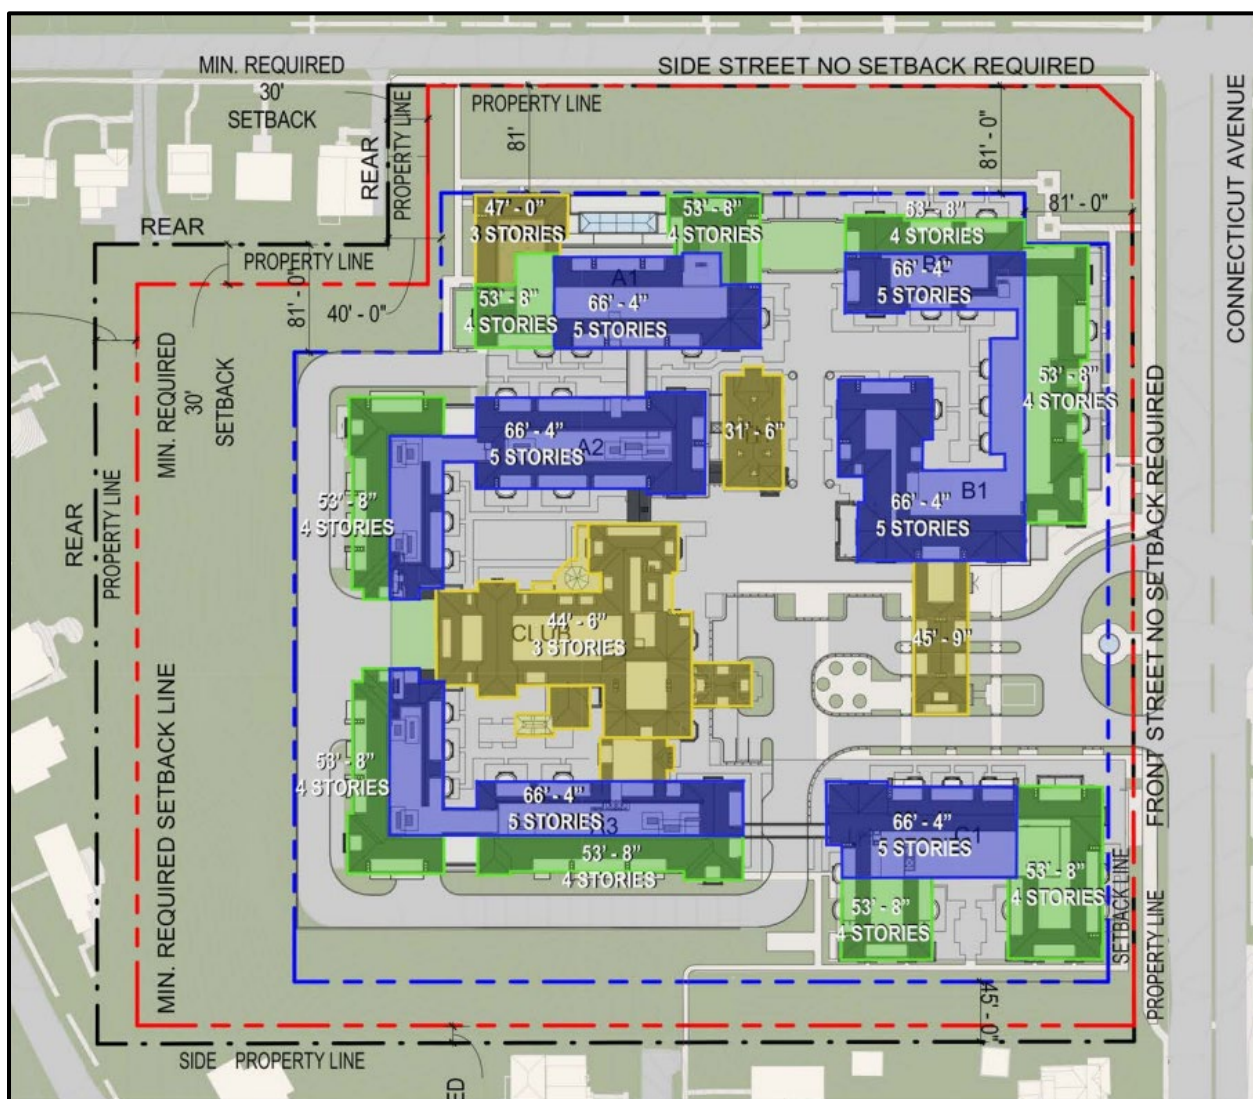 MIN. REQUIRED
30'
SETBACK
SIDE STREET NO SETBACK REQUIRED
PROPERTY LINE
PROPERTY LINE
REAR
81'
81' - 0"
81' - 0"
CONNECTICUT AVENUE
REAR
PROPERTY LINE
81' - 0"
40' - 0"
MIN. REQUIRED
30'
SETBACK
47' - 0"
3 STORIES
53' - 8"
4 STORIES
53' - 8"
4 STORIES
A1
66' - 4"
5 STORIES
53' - 8"
4 STORIES
B2
66' - 4"
5 STORIES
53' - 8"
4 STORIES
66' - 4"
A2
5 STORIES
31' - 6"
B1
66' - 4"
5 STORIES
53' - 8"
4 STORIES
REAR
PROPERTY LINE
FRONT STREET NO SETBACK REQUIRED
44' - 6"
CLUB
3 STORIES
45' - 9"
MIN. REQUIRED SETBACK LINE
53' - 8"
4 STORIES
66' - 4"
5 STORIES
53' - 8"
4 STORIES
66' - 4"
C1
5 STORIES
53' - 8"
4 STORIES
53' - 8"
4 STORIES
SETBACK LINE
PROPERTY LINE
45' - 0"
SIDE PROPERTY LINE